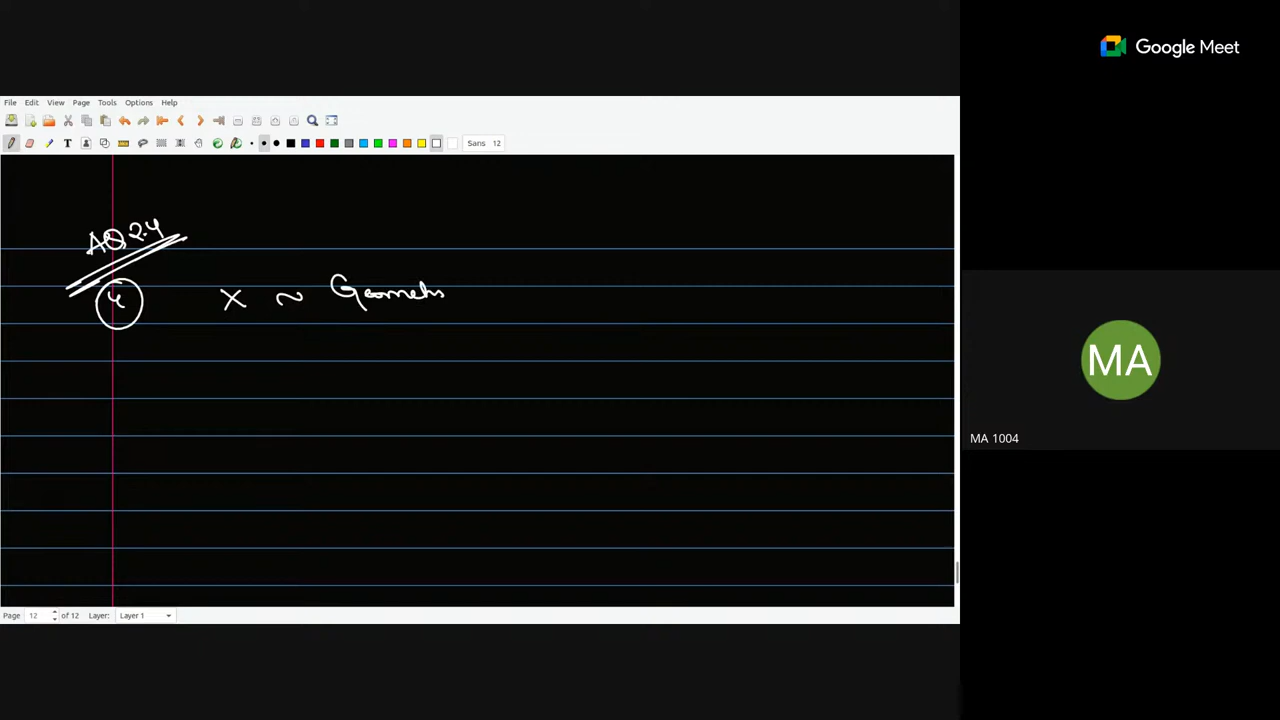 Google Meet
File Edit View Page Tools Options Help
Sans 12
AQ 2.4
4 X ~ Geometr
MA
MA 1004
Page 12 of 12 Layer: Layer 1